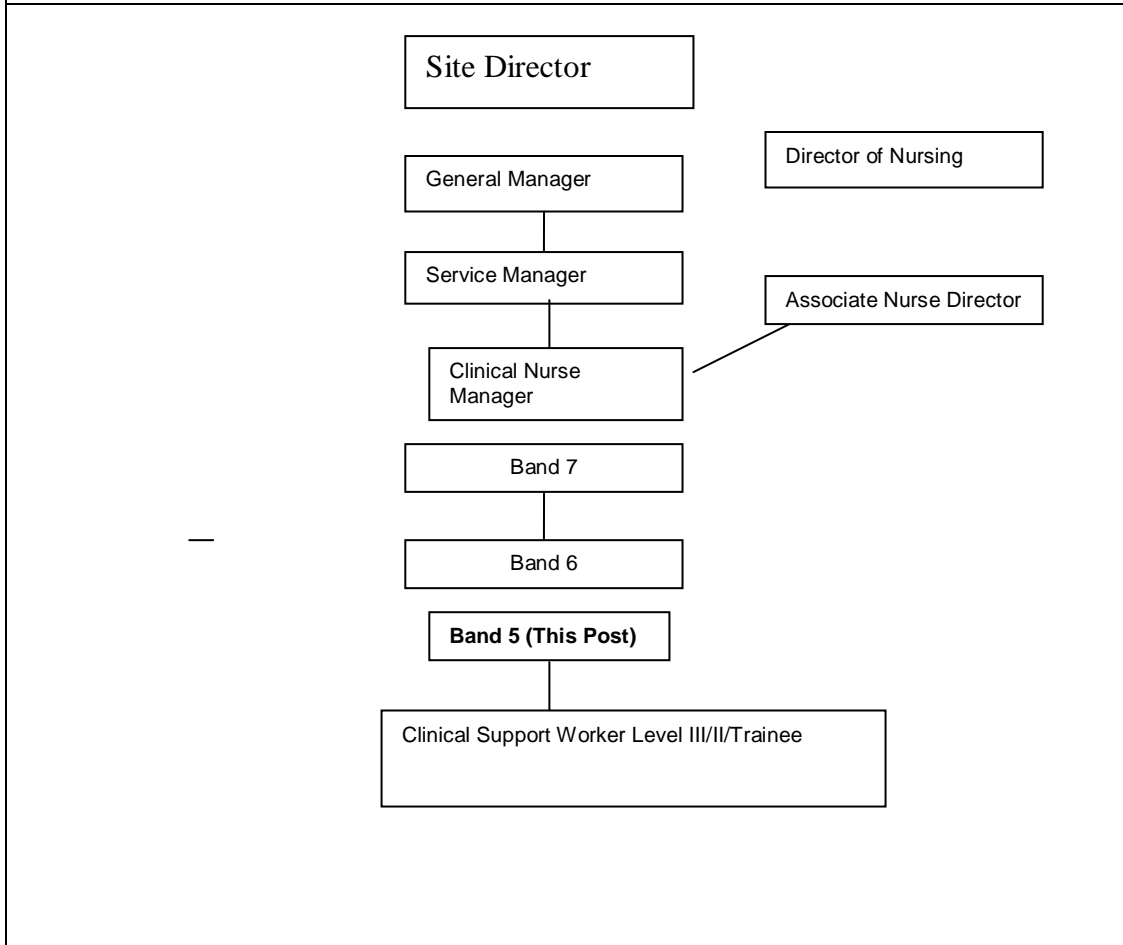 Site Director
Director of Nursing
General Manager
Service Manager
Associate Nurse Director
Clinical Nurse
Manager
Band 7
Band 6
Band 5 (This Post)
Clinical Support Worker Level III/II/Trainee